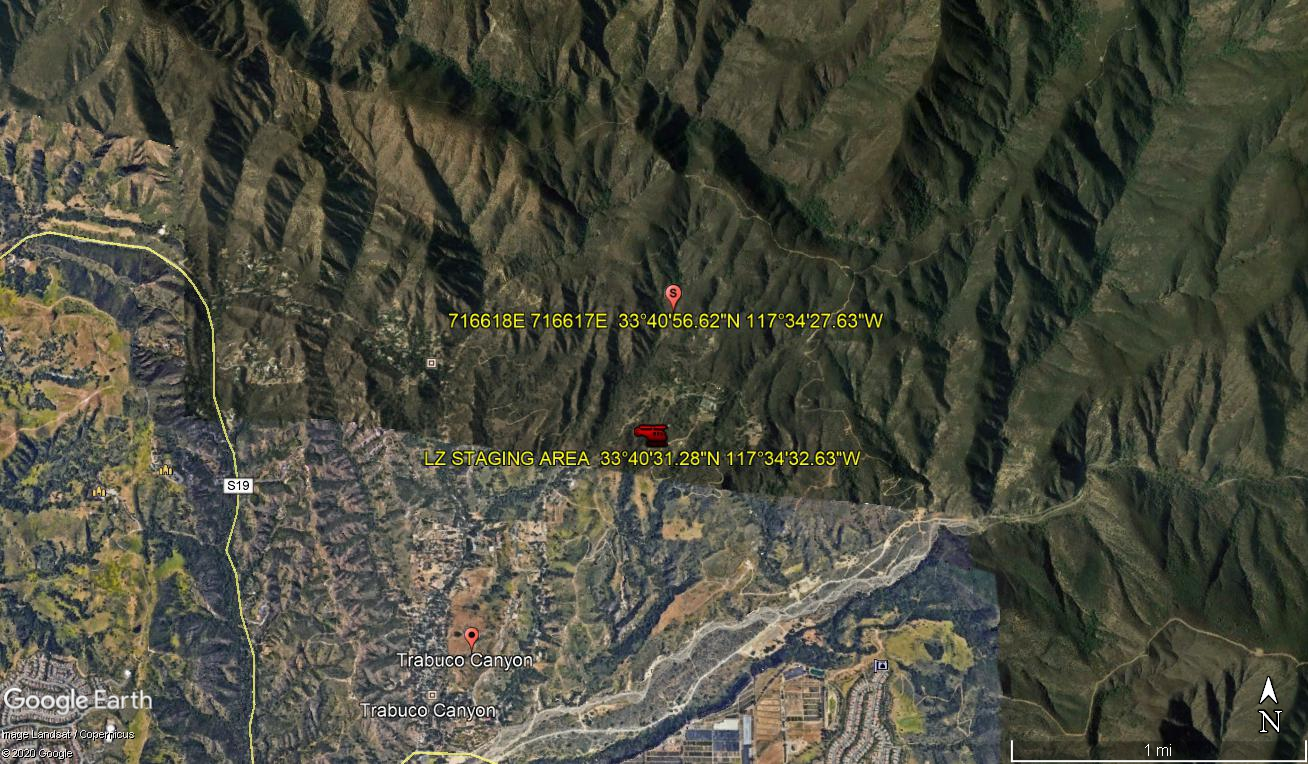 S
716618E 716617E  33°40'56.62"N 117°34'27.63"W
LZ STAGING AREA  33°40'31.28"N 117°34'32.63"W
S19
Trabuco Canyon
Trabuco Canyon
Google Earth
Image Landsat / Copernicus
© 2020 Google
1 mi
N